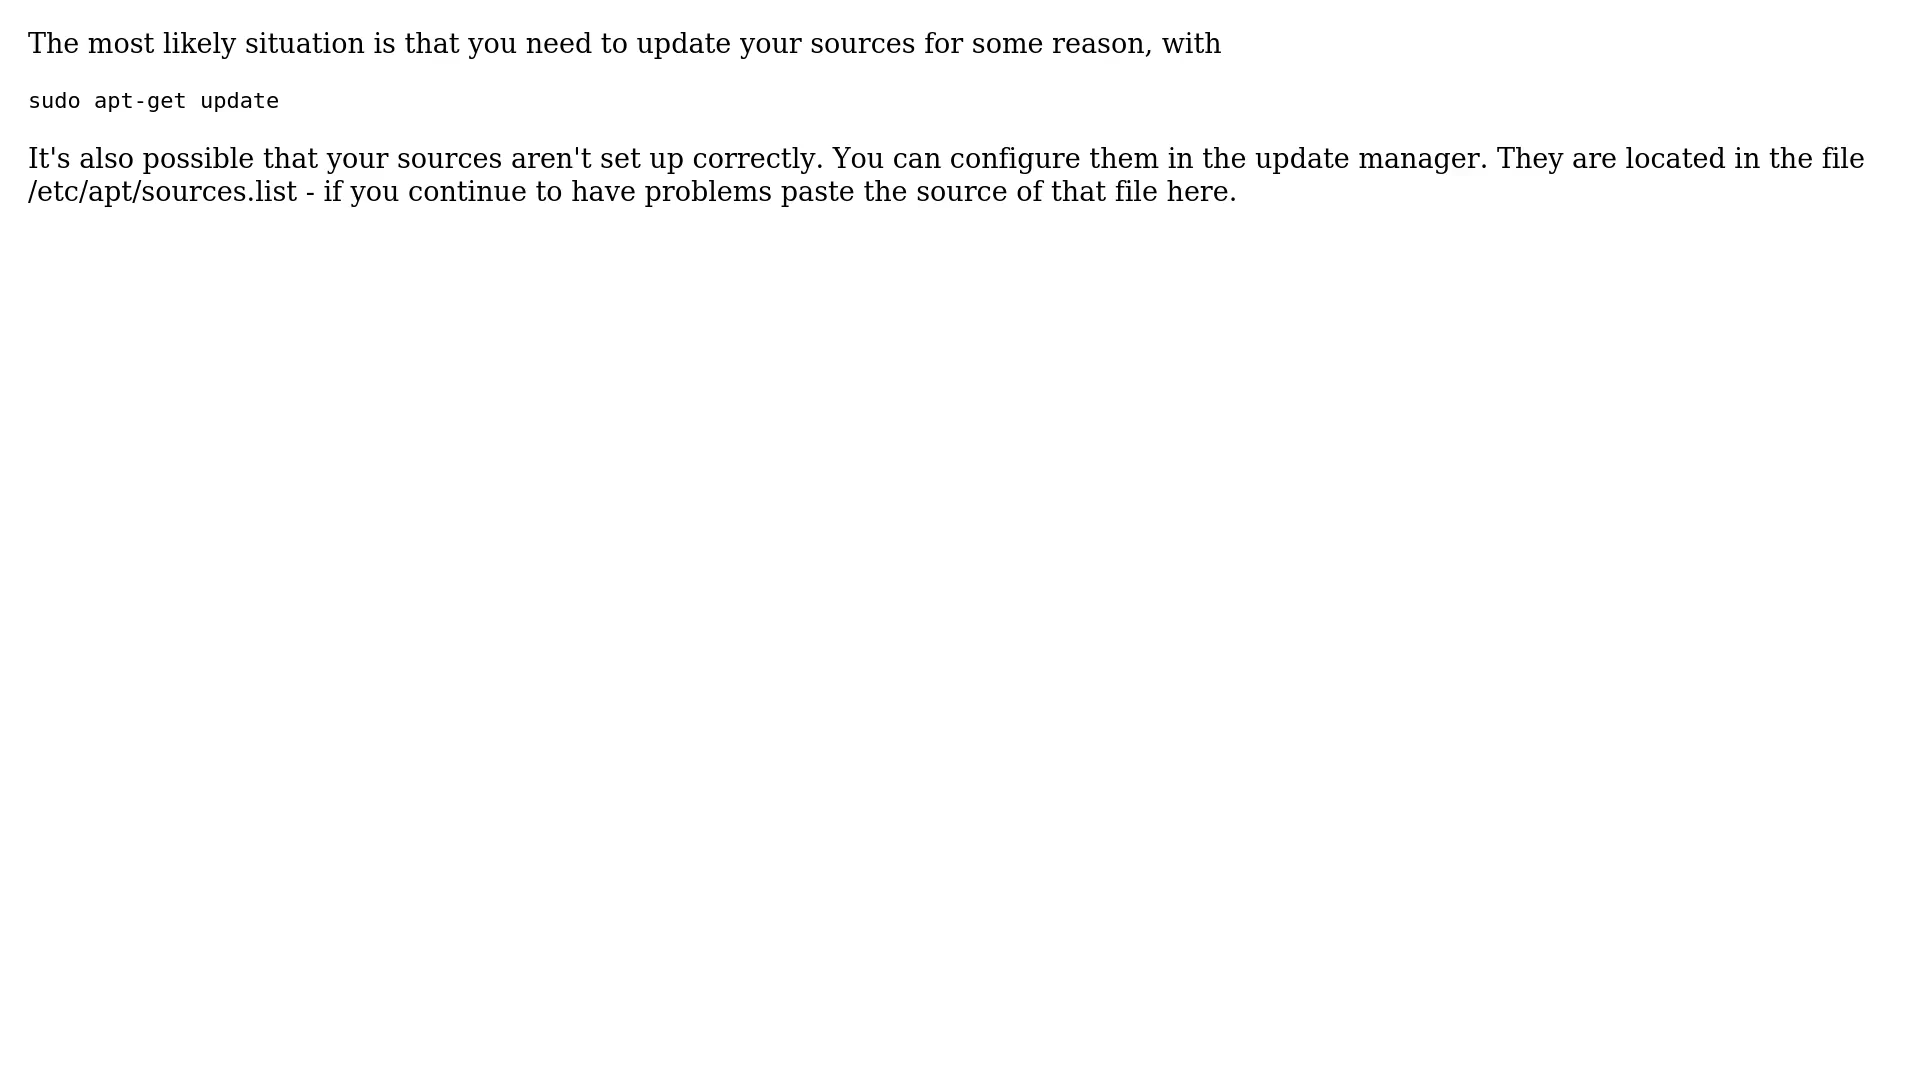 The most likely situation is that you need to update your sources for some reason, with
sudo apt-get update
It's also possible that your sources aren't set up correctly. You can configure them in the update manager. They are located in the file
/etc/apt/sources.list - if you continue to have problems paste the source of that file here.